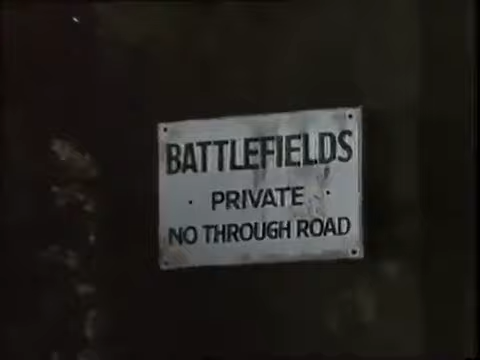 BATTLEFIELDS
· PRIVATE ·
NO THROUGH ROAD